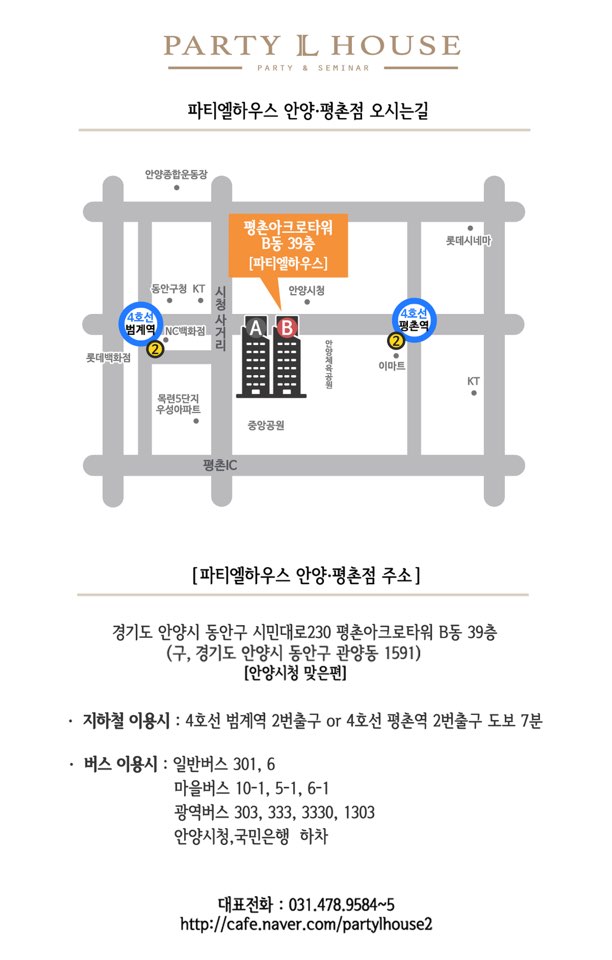 PARTY L HOUSE
PARTY & SEMINAR
파티엘하우스 안양·평촌점 오시는길
안양종합운동장
평촌아크로타워
B동 39층
[파티엘하우스]
롯데시네마
동안구청 KT
시청사거리
안양시청
4호선
범계역
2
NC백화점
롯데백화점
A
B
안양체육공원
4호선
평촌역
2
이마트
KT
목련5단지
우성아파트
중앙공원
평촌IC
[파티엘하우스 안양·평촌점 주소]
경기도 안양시 동안구 시민대로230 평촌아크로타워 B동 39층
(구, 경기도 안양시 동안구 관양동 1591)
[안양시청 맞은편]
· 지하철 이용시 : 4호선 범계역 2번출구 or 4호선 평촌역 2번출구 도보 7분
· 버스 이용시 : 일반버스 301, 6
마을버스 10-1, 5-1, 6-1
광역버스 303, 333, 3330, 1303
안양시청,국민은행 하차
대표전화 : 031.478.9584~5
http://cafe.naver.com/partylhouse2